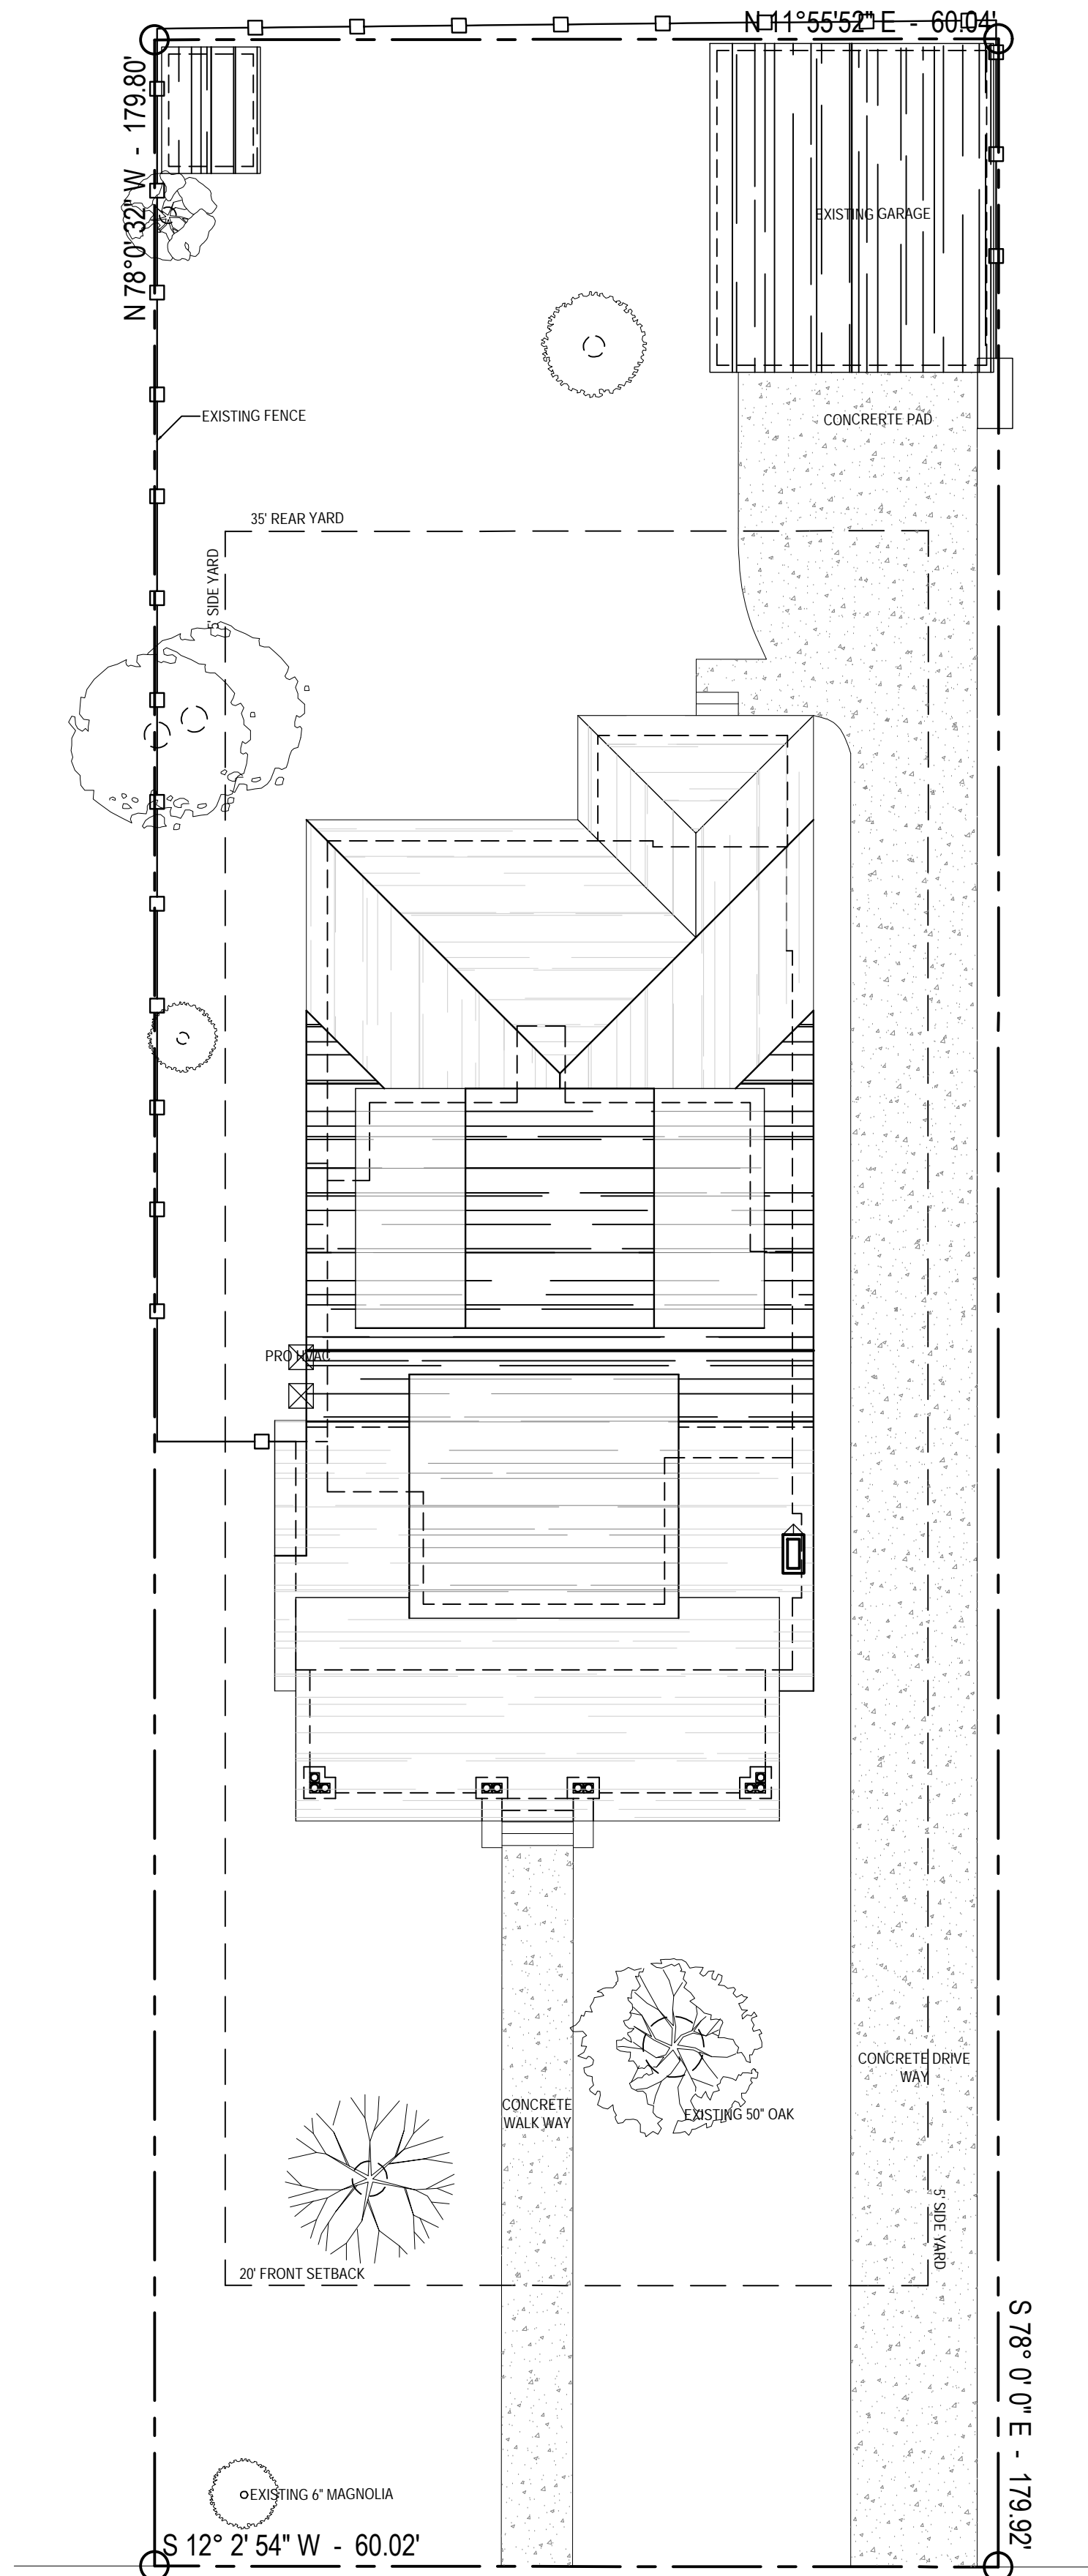 N 11°55'52" E - 60.04'
N 78°0'32" W - 179.80'
EXISTING GARAGE
EXISTING FENCE
CONCRERTE PAD
35' REAR YARD
5' SIDE YARD
PRO HVAC
CONCRETE DRIVE
WAY
CONCRETE
WALK WAY
EXISTING 50" OAK
5' SIDE YARD
20' FRONT SETBACK
S 78° 0' 0" E - 179.92'
EXISTING 6" MAGNOLIA
S 12° 2' 54" W - 60.02'